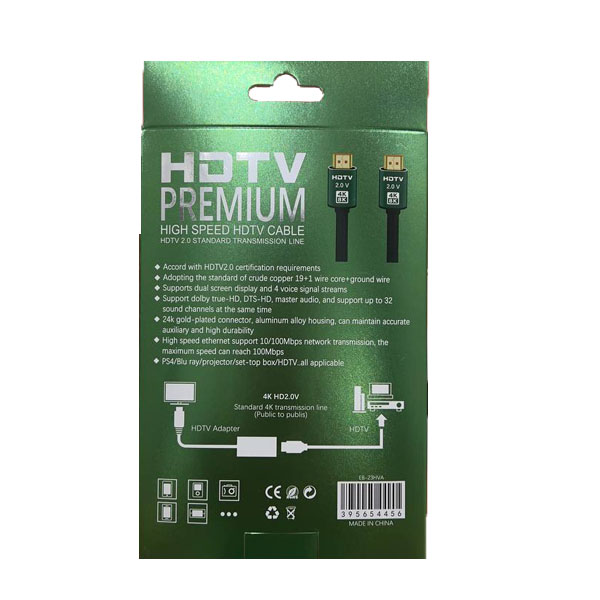 HDTV
PREMIUM
HIGH SPEED HDTV CABLE
HDTV 2.0 STANDARD TRANSMISSION LINE
HDTV
2.0 V
4K
8K
HDTV
2.0 V
4K
8K
◆ Accord with HDTV2.0 certification requirements
◆ Adopting the standard of crude copper 19+1 wire core+ground wire
◆ Supports dual screen display and 4 voice signal streams
◆ Support dolby true-HD, DTS-HD, master audio, and support up to 32
sound channels at the same time
◆ 24k gold-plated connector, aluminum alloy housing, can maintain accurate
auxiliary and high durability
◆ High speed ethernet support 10/100Mbps network transmission, the
maximum speed can reach 100Mbps
◆ PS4/Blu ray/projector/set-top box/HDTV..all applicable
4K HD2.0V
Standard 4K transmission line
(Public to publis)
HDTV Adapter
HDTV
EB-23HVA
CE
395654456
MADE IN CHINA